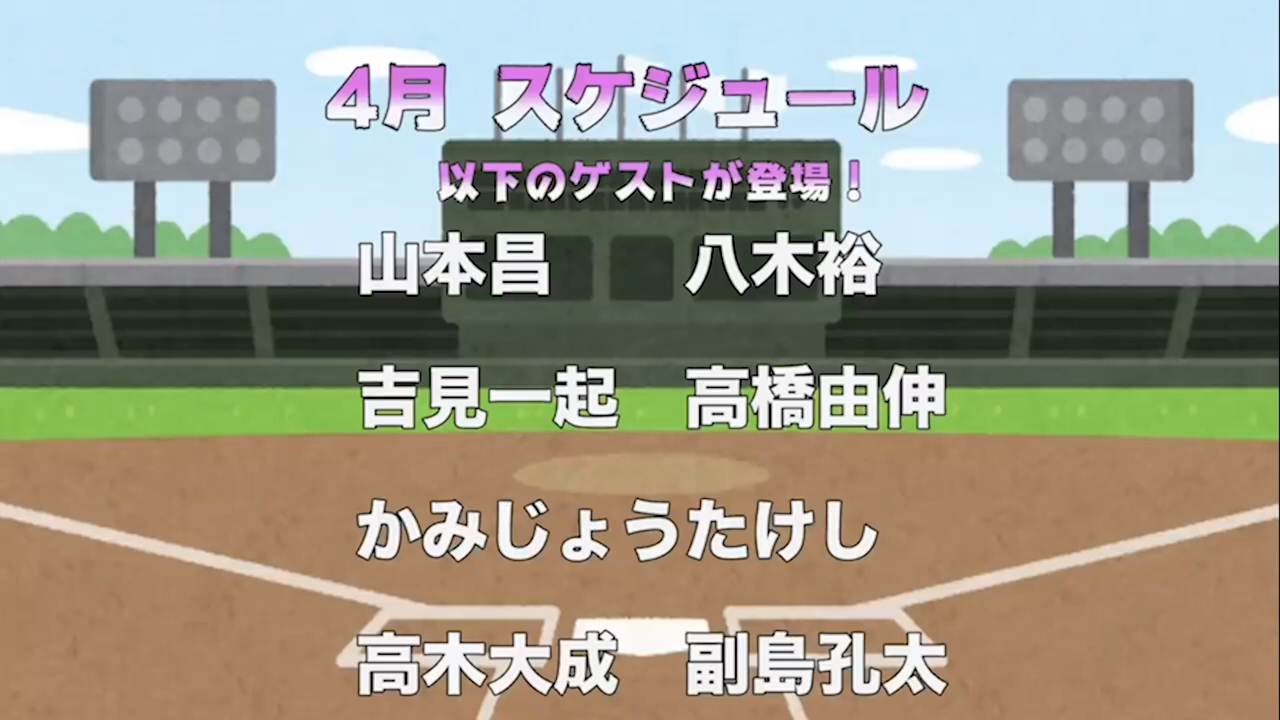 4月 スケジュール
以下のゲストが登場！
山本昌　八木裕
吉見一起　高橋由伸
かみじょうたけし
高木大成　副島孔太